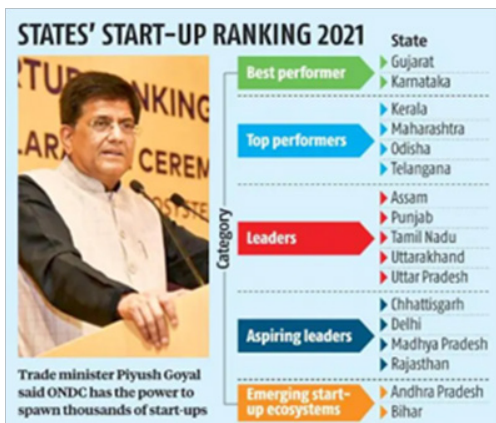 STATES' START-UP RANKING 2021
State
Category
Best performer
Gujarat
Karnataka
Top performers
Kerala
Maharashtra
Odisha
Telangana
Leaders
Assam
Punjab
Tamil Nadu
Uttarakhand
Uttar Pradesh
Aspiring leaders
Chhattisgarh
Delhi
Madhya Pradesh
Rajasthan
Emerging start-
up ecosystems
Andhra Pradesh
Bihar
Trade minister Piyush Goyal
said ONDC has the power to
spawn thousands of start-ups